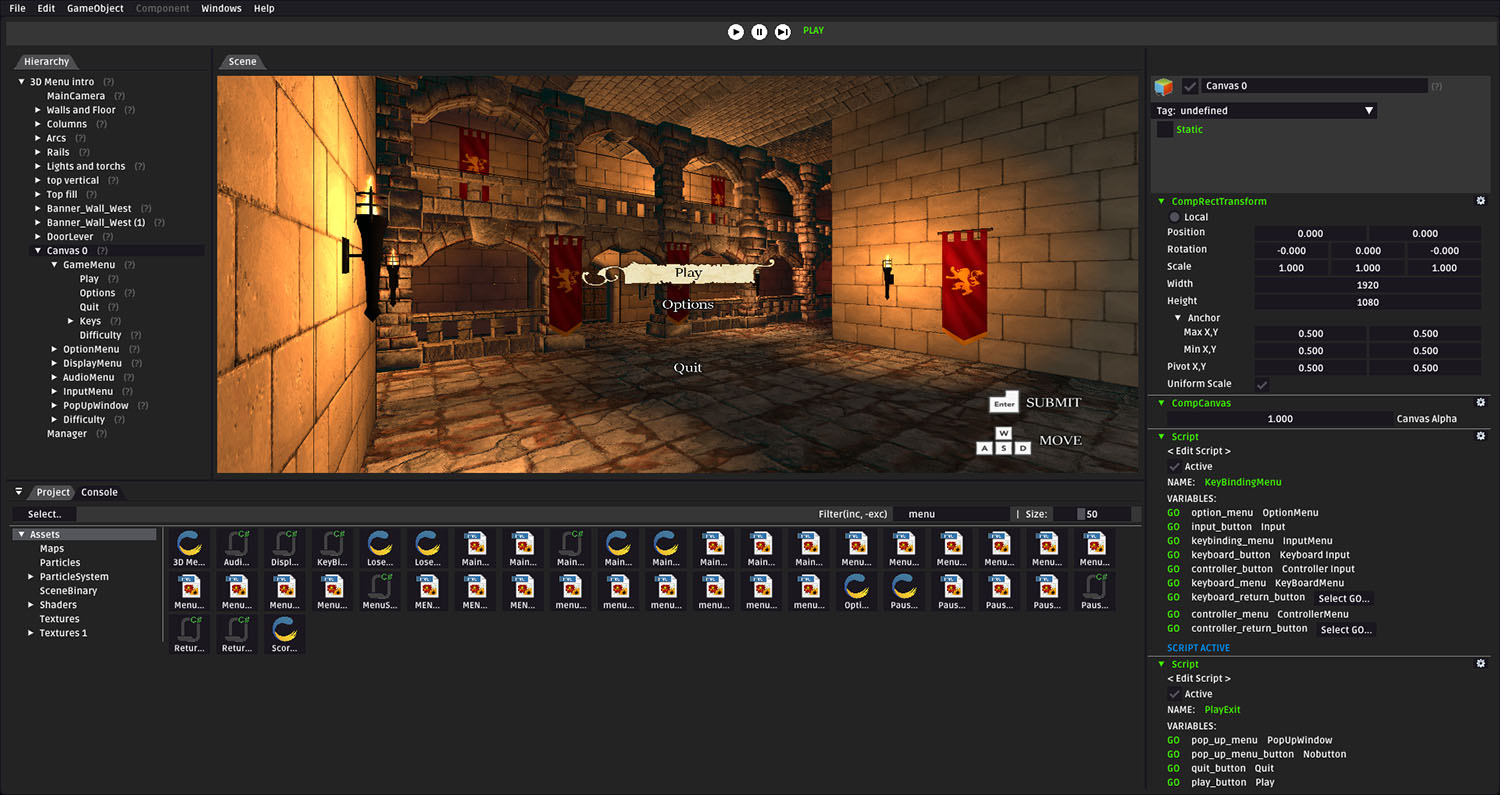 File Edit GameObject Component Windows Help
PLAY
Hierarchy
3D Menu intro (?)
MainCamera (?)
Walls and Floor (?)
Columns (?)
Arcs (?)
Rails (?)
Lights and torchs (?)
top vertical (?)
Top fill (?)
Banner_Wall_West (?)
Banner_Wall_West (1) (?)
DoorLever (?)
Canvas 0 (?)
GameMenu (?)
Play (?)
Options (?)
Quit (?)
Keys (?)
Difficulty (?)
OptionMenu (?)
DisplayMenu (?)
AudioMenu (?)
InputMenu (?)
PopUpWindow (?)
Difficulty (?)
Manager (?)
Scene
Play
Options
Quit
Enter SUBMIT
W
A S D MOVE
Project Console
Select.. Filter(inc, -exc) menu | Size: 50
Assets
Maps
Particles
ParticleSystem
SceneBinary
Shaders
Textures
Textures 1
3D Me... Audi... Displ... KeyBi... Lose... Lose... Main... Main... Main... Main... Main... Main... Main... Main... Menu... Menu... Menu... Menu... Menu... Menu...
Menu... Menu... Menu... Menu... MenuS... MEN... MEN... MEN... menu... menu... menu... menu... menu... menu... Opti... Paus... Paus... Paus... Paus... Paus...
Retur... Retur... Scor...
Canvas 0 (?)
Tag: undefined
Static
CompRectTransform
Local
Position 0.000 0.000
Rotation -0.000 0.000 -0.000
Scale 1.000 1.000 1.000
Width 1920
Height 1080
Anchor
Max X,Y 0.500 0.500
Min X,Y 0.500 0.500
Pivot X,Y 0.500 0.500
Uniform Scale
CompCanvas
1.000 Canvas Alpha
Script
< Edit Script >
Active
NAME: KeyBindingMenu
VARIABLES:
GO option_menu OptionMenu
GO input_button Input
GO keybinding_menu InputMenu
GO keyboard_button Keyboard Input
GO controller_button Controller Input
GO keyboard_menu KeyBoardMenu
GO keyboard_return_button Select GO...
GO controller_menu ControllerMenu
GO controller_return_button Select GO...
SCRIPT ACTIVE
Script
< Edit Script >
Active
NAME: PlayExit
VARIABLES:
GO pop_up_menu PopUpWindow
GO pop_up_menu_button Nobutton
GO quit_button Quit
GO play_button Play